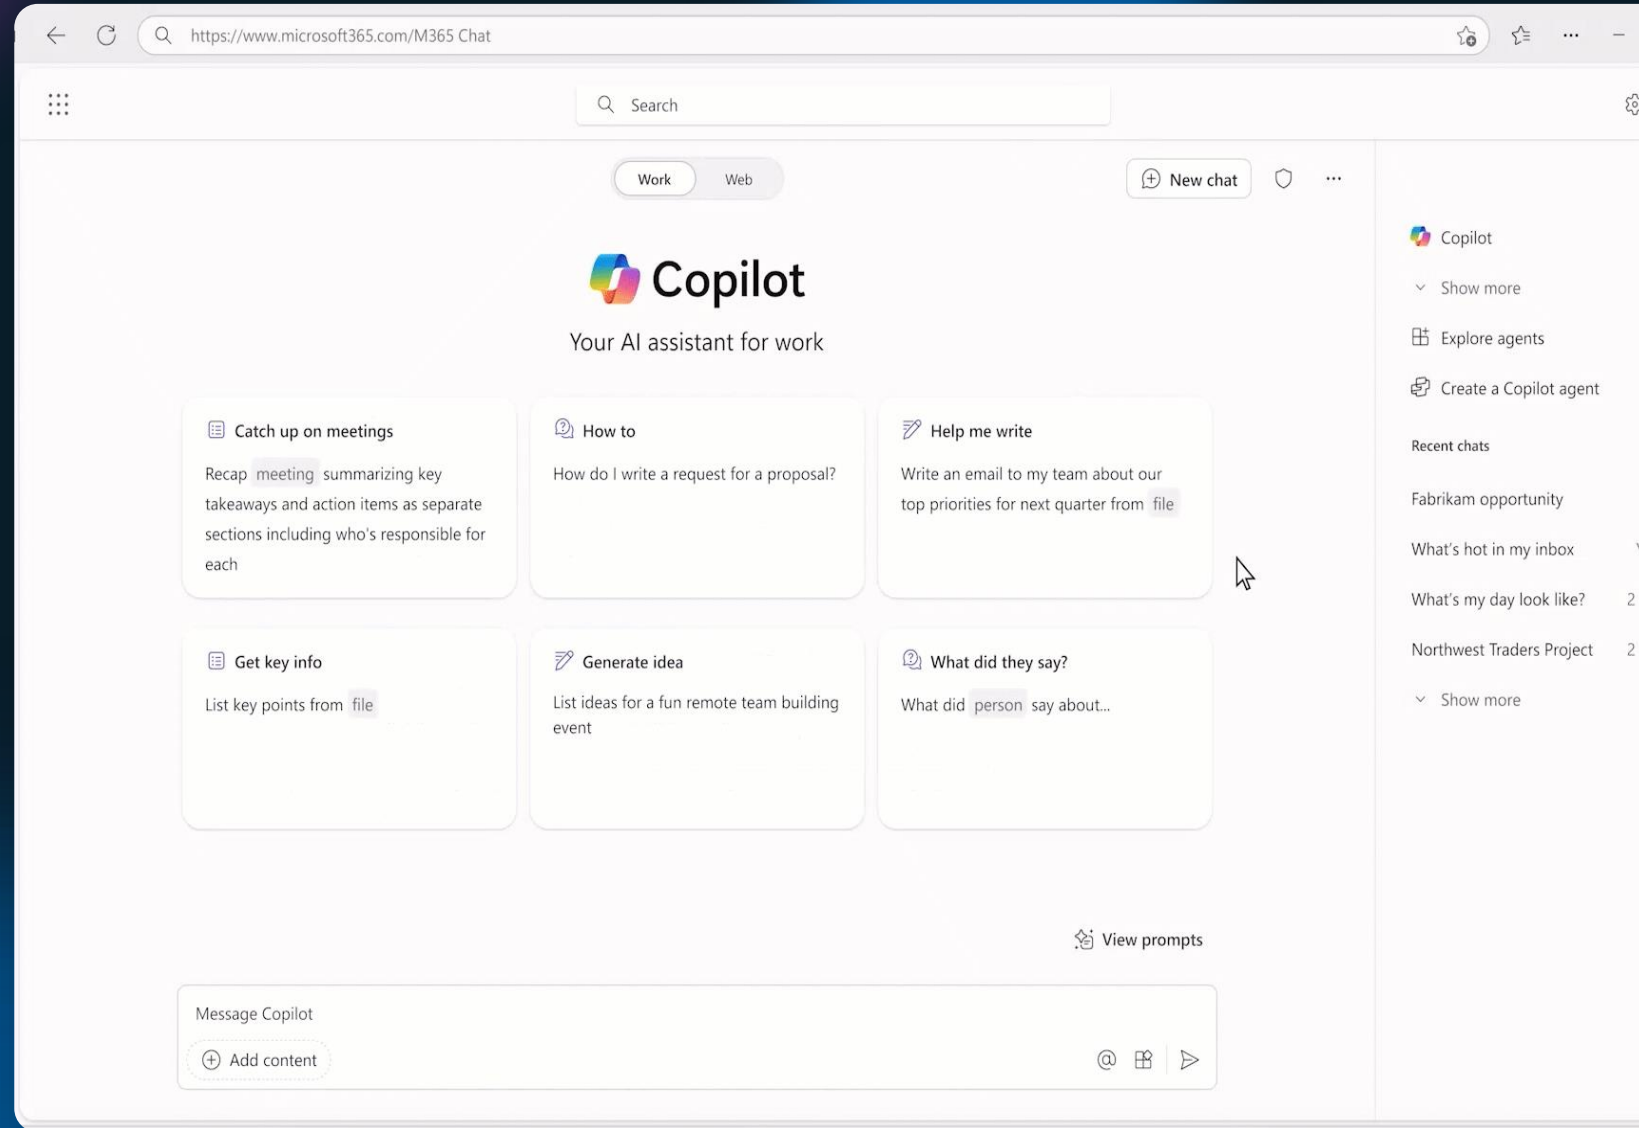 https://www.microsoft365.com/M365 Chat
Search
Work
Web
New chat
Copilot
Your AI assistant for work
Catch up on meetings
Recap meeting summarizing key
takeaways and action items as separate
sections including who's responsible for
each
How to
How do I write a request for a proposal?
Help me write
Write an email to my team about our
top priorities for next quarter from file
Get key info
List key points from file
Generate idea
List ideas for a fun remote team building
event
What did they say?
What did person say about...
View prompts
Message Copilot
Add content
Copilot
Show more
Explore agents
Create a Copilot agent
Recent chats
Fabrikam opportunity
What's hot in my inbox
What's my day look like? 2
Northwest Traders Project 2
Show more